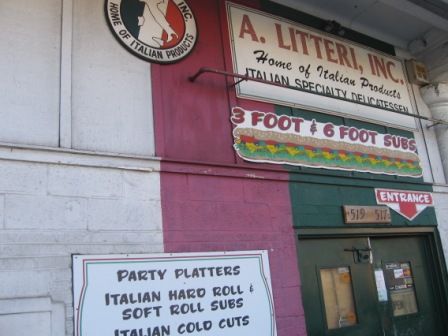 INC.
HOME OF ITALIAN PRODUCTS
A. LITTERI, INC.
Home of Italian Products
ITALIAN SPECIALTY DELICATESSEN
3 FOOT & 6 FOOT SUBS
ENTRANCE
519 517
PARTY PLATTERS
ITALIAN HARD ROLL &
SOFT ROLL SUBS
ITALIAN COLD CUTS